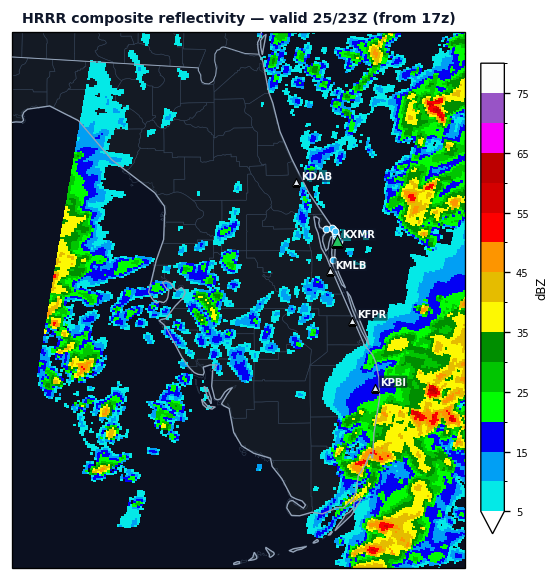 HRRR composite reflectivity — valid 25/23Z (from 17z)
KDAB
KXMR
KMLB
KFPR
KPBI
75
65
55
45
35
25
15
5
dBZ